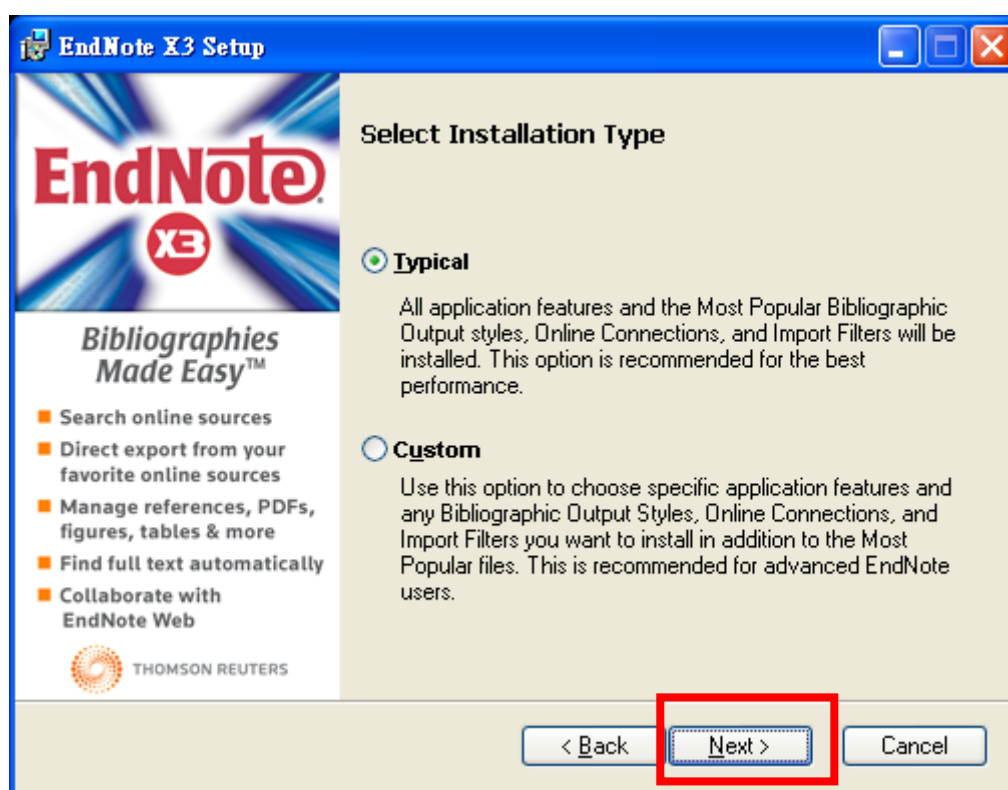 EndNote X3 Setup
EndNote
X3
Bibliographies
Made Easy™
Search online sources
Direct export from your
favorite online sources
Manage references, PDFs,
figures, tables & more
Find full text automatically
Collaborate with
EndNote Web
THOMSON REUTERS
Select Installation Type
Typical
All application features and the Most Popular Bibliographic
Output styles, Online Connections, and Import Filters will be
installed. This option is recommended for the best
performance.
Custom
Use this option to choose specific application features and
any Bibliographic Output Styles, Online Connections, and
Import Filters you want to install in addition to the Most
Popular files. This is recommended for advanced EndNote
users.
< Back
Next >
Cancel